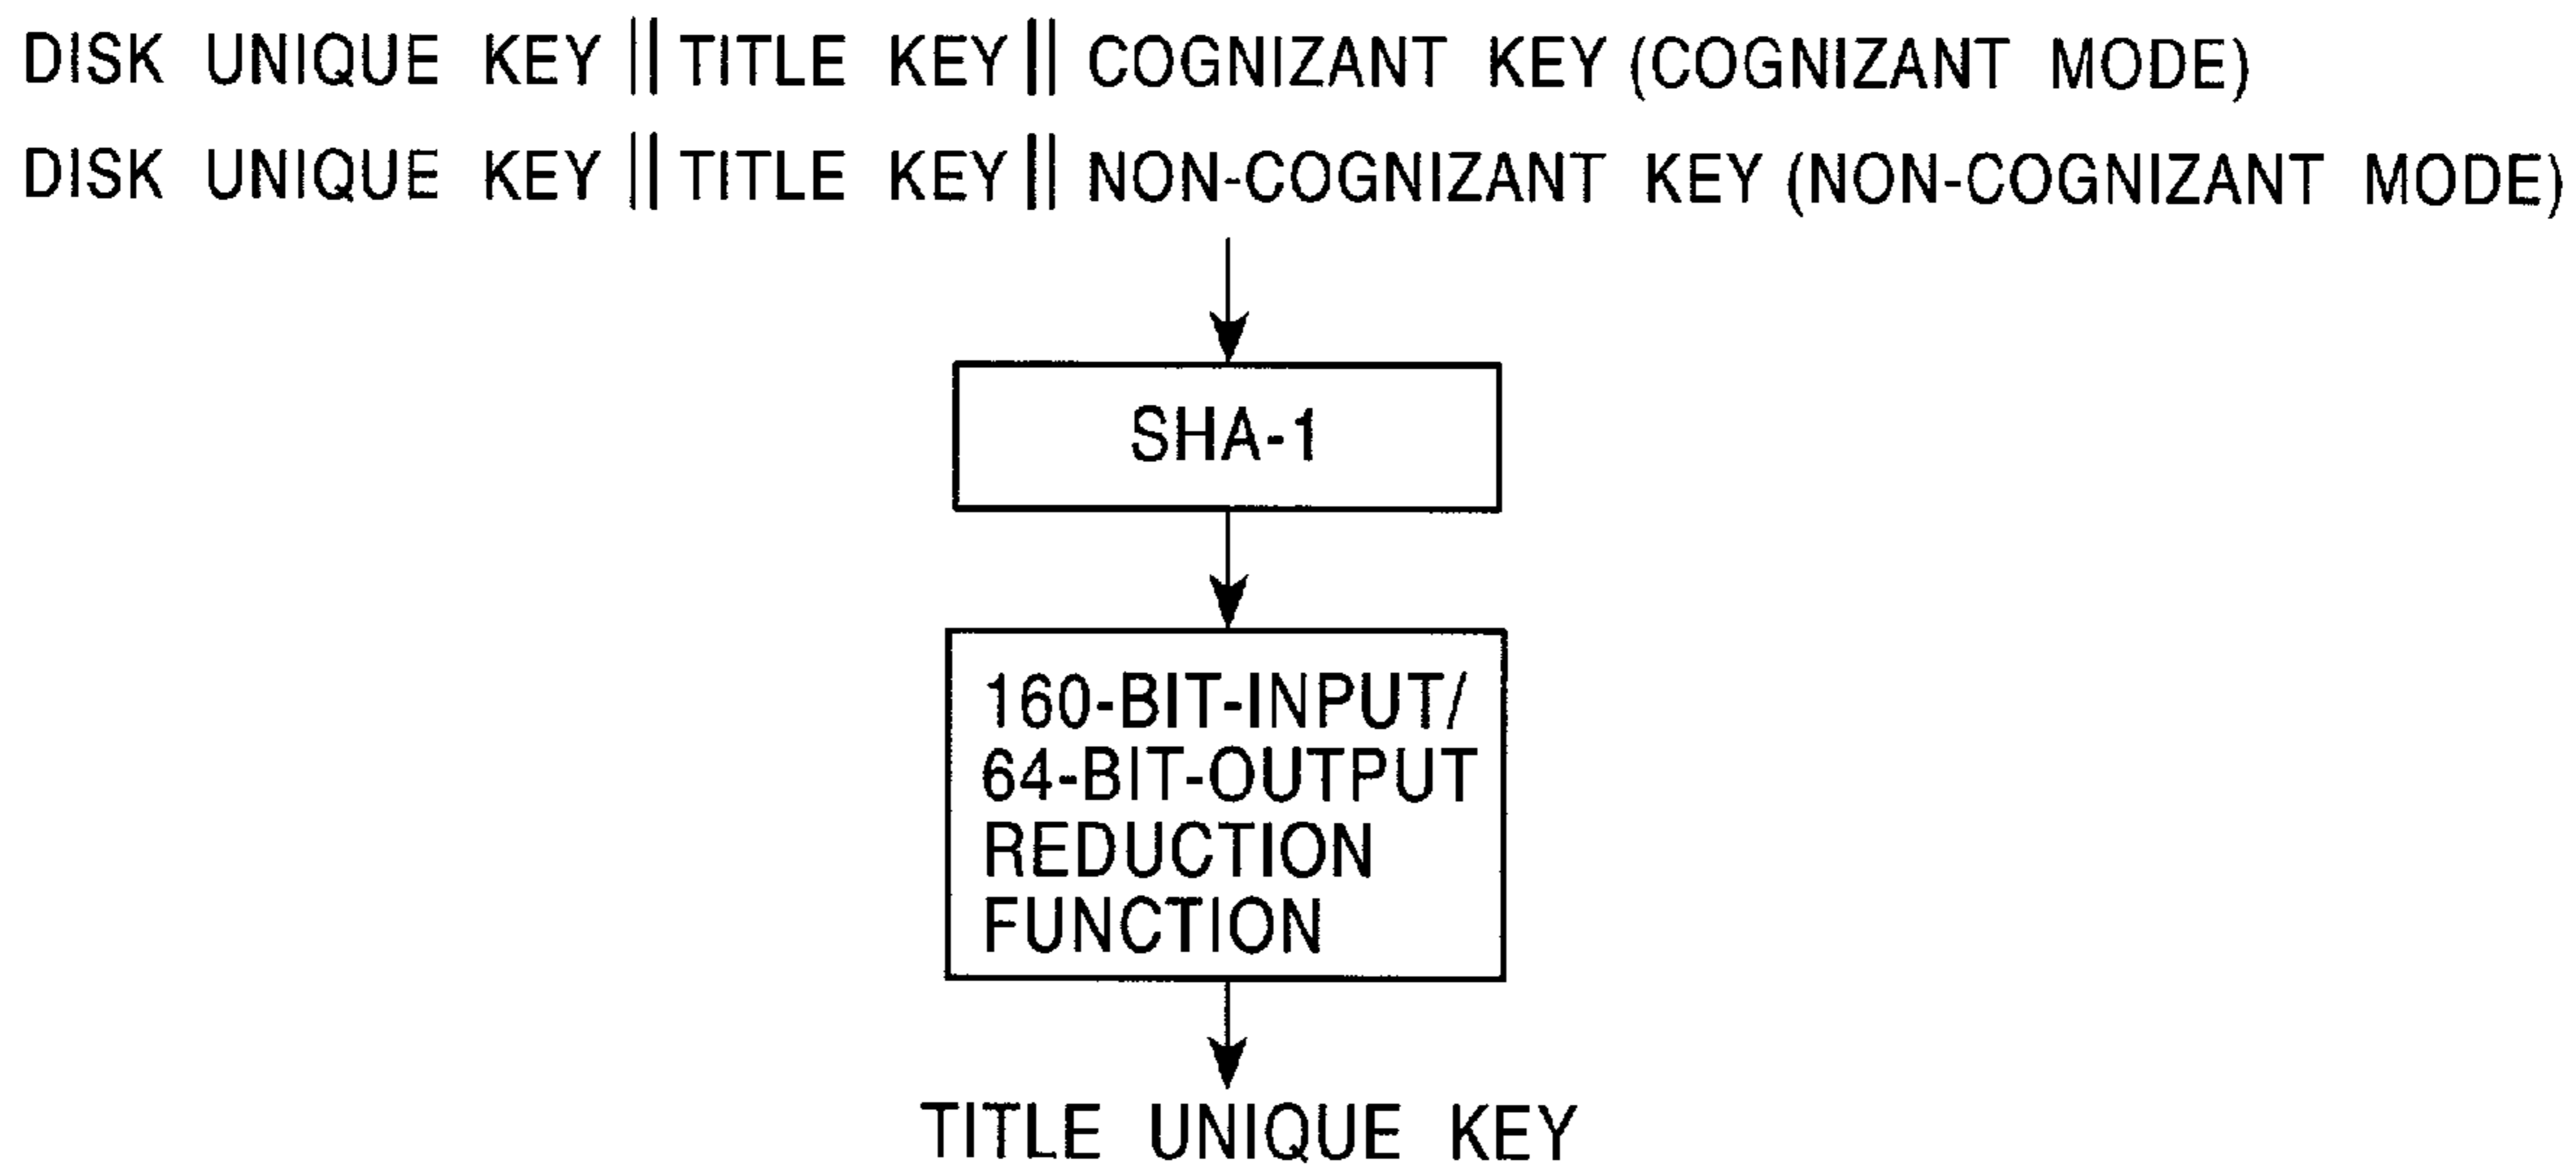 DISK UNIQUE KEY || TITLE KEY || COGNIZANT KEY (COGNIZANT MODE)
DISK UNIQUE KEY || TITLE KEY || NON-COGNIZANT KEY (NON-COGNIZANT MODE)
SHA-1
160-BIT-INPUT/
64-BIT-OUTPUT
REDUCTION
FUNCTION
TITLE UNIQUE KEY